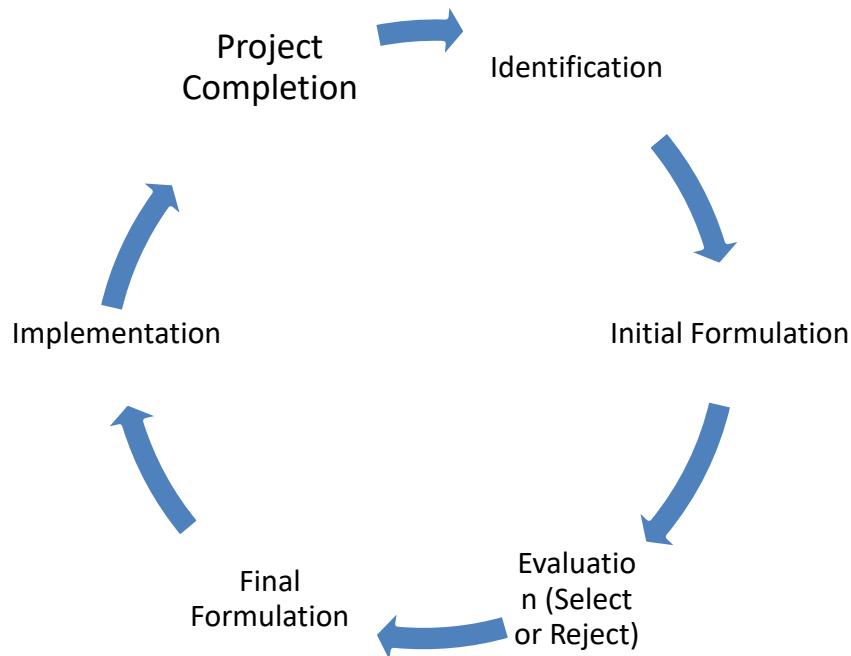 Project
Completion
Identification
Initial Formulation
Evaluatio
n (Select
or Reject)
Final
Formulation
Implementation